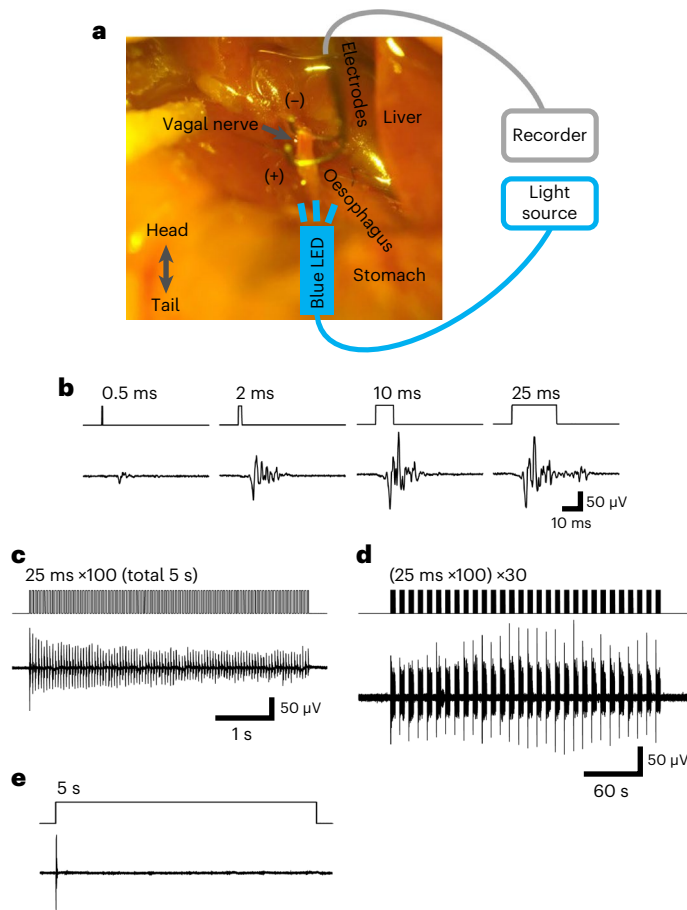 a
Electrodes
(–)
Liver
Vagal nerve
(+)
Oesophagus
Head
Tail
Blue LED
Stomach
Recorder
Light
source
b
0.5 ms
2 ms
10 ms
25 ms
50 µV
10 ms
c
25 ms ×100 (total 5 s)
50 µV
1 s
d
(25 ms ×100) ×30
50 µV
60 s
e
5 s